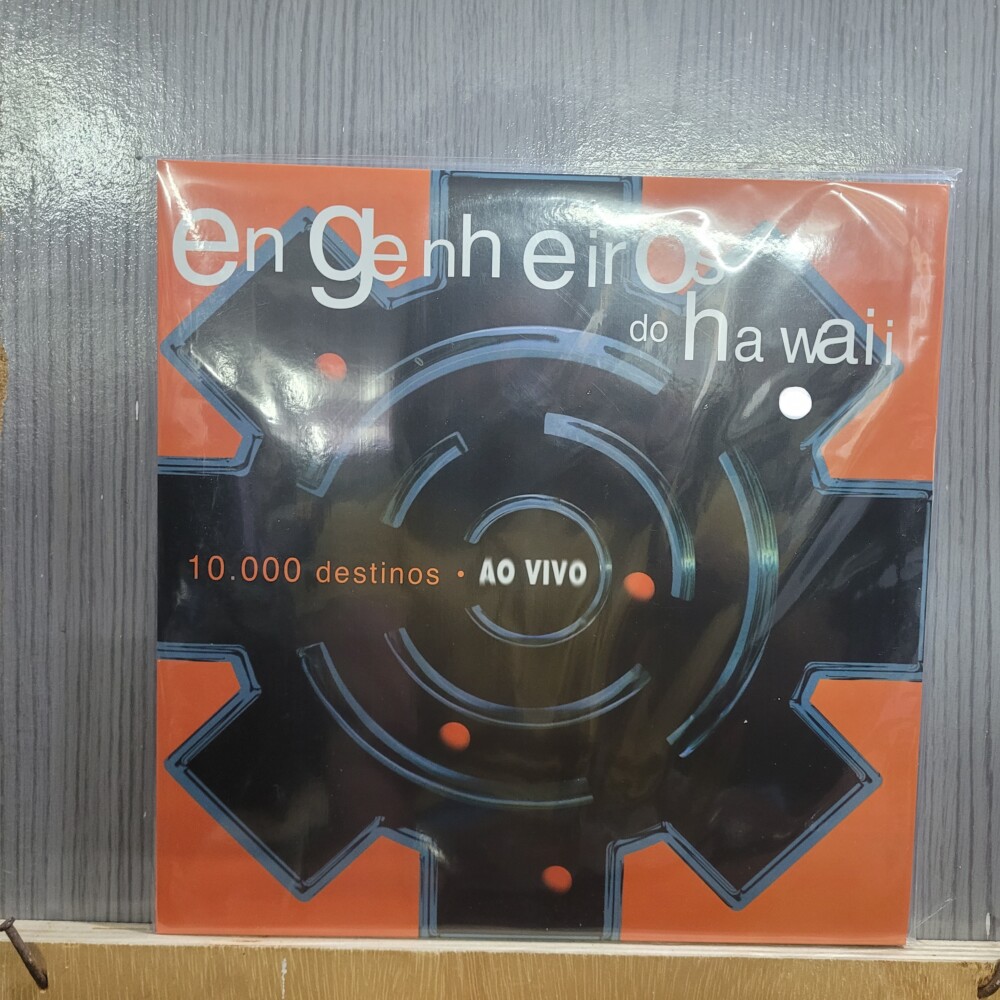 engenheiros
do hawaii
10.000 destinos • AO VIVO